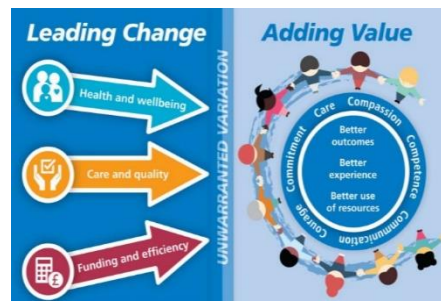 Leading Change
Adding Value
Health and wellbeing
Care and quality
Funding and efficiency
£
UNWARRANTED VARIATION
Care
Compassion
Competence
Communication
Courage
Commitment
Better
outcomes
Better
experience
Better use
of resources